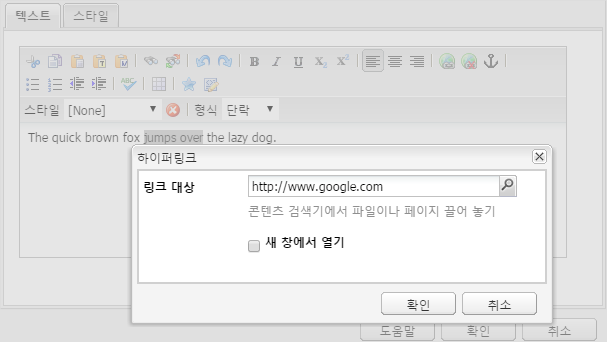 텍스트 스타일
B I U X₂ X²
ABC
스타일 [None] 형식 단락
The quick brown fox jumps over the lazy dog.
하이퍼링크
링크 대상 http://www.google.com
콘텐츠 검색기에서 파일이나 페이지 끌어 놓기
새 창에서 열기
확인 취소
도움말 확인 취소